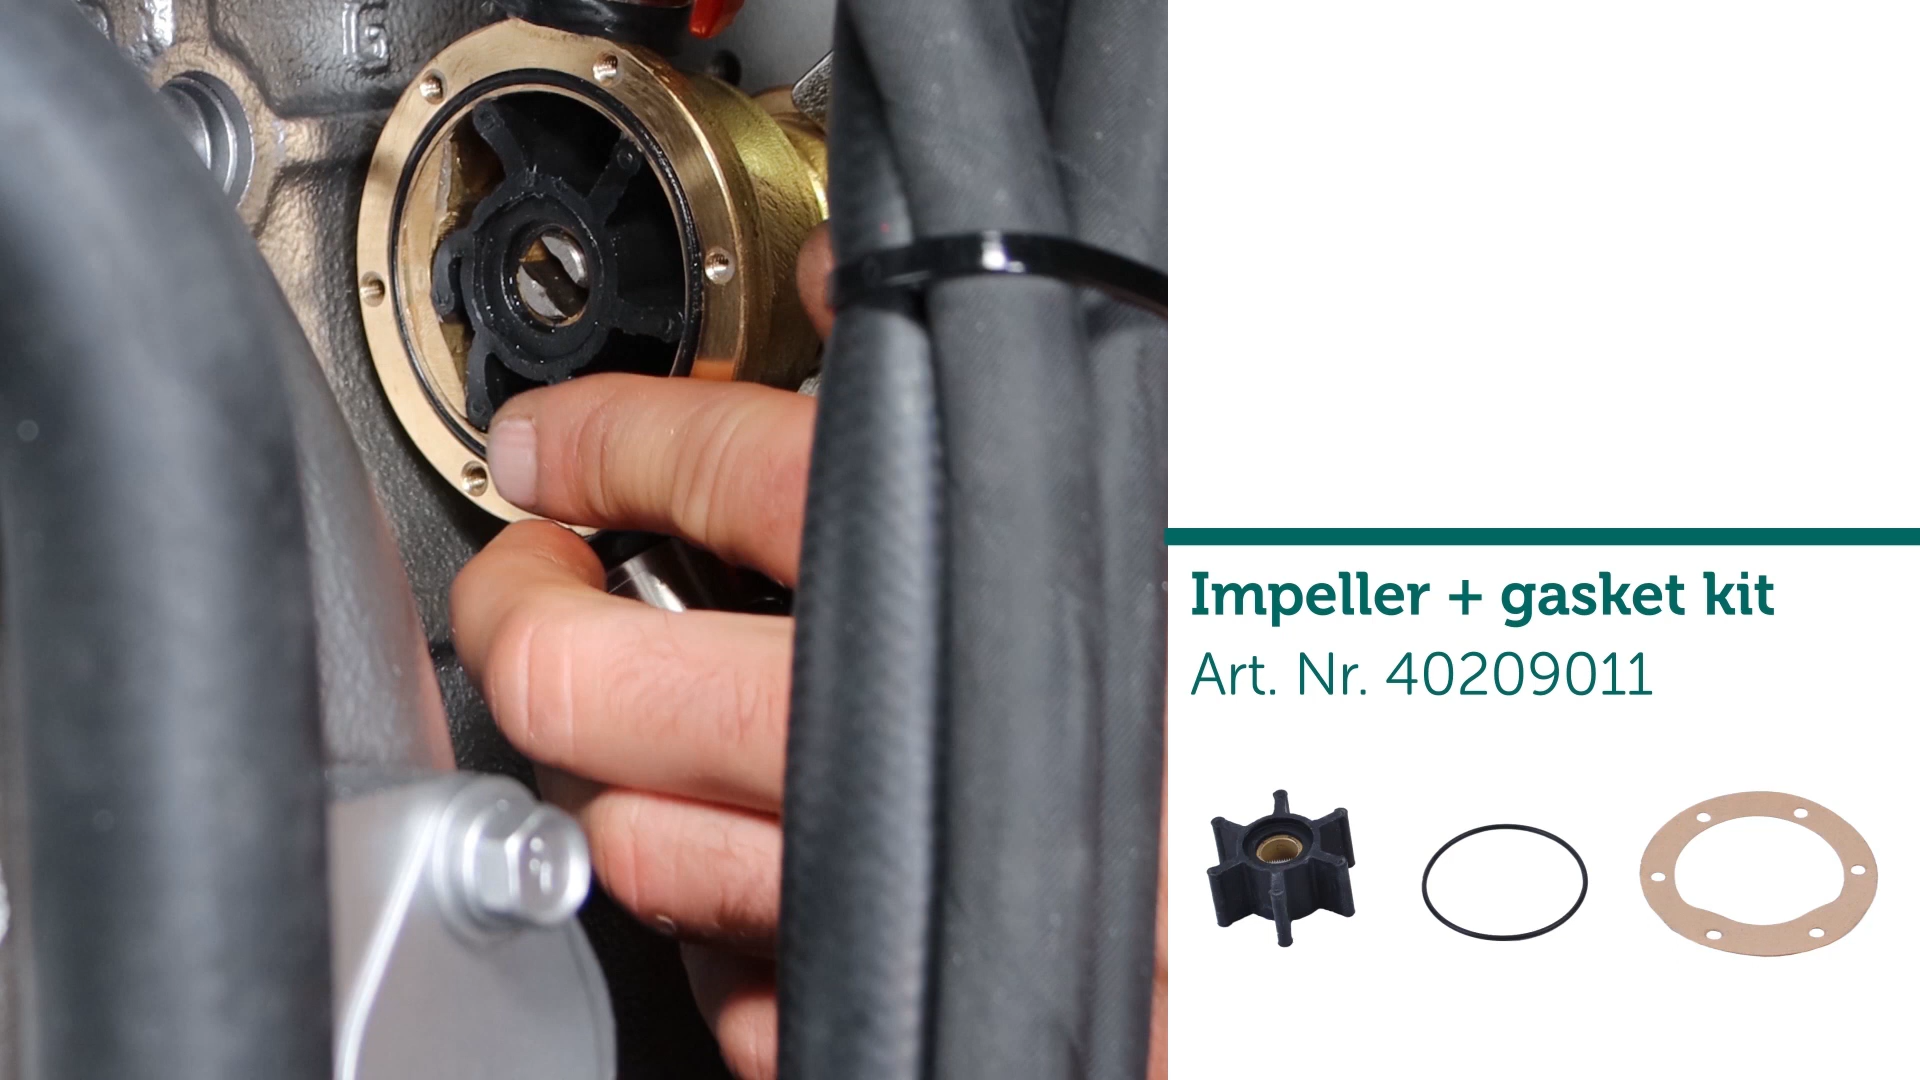 Impeller + gasket kit
Art. Nr. 40209011